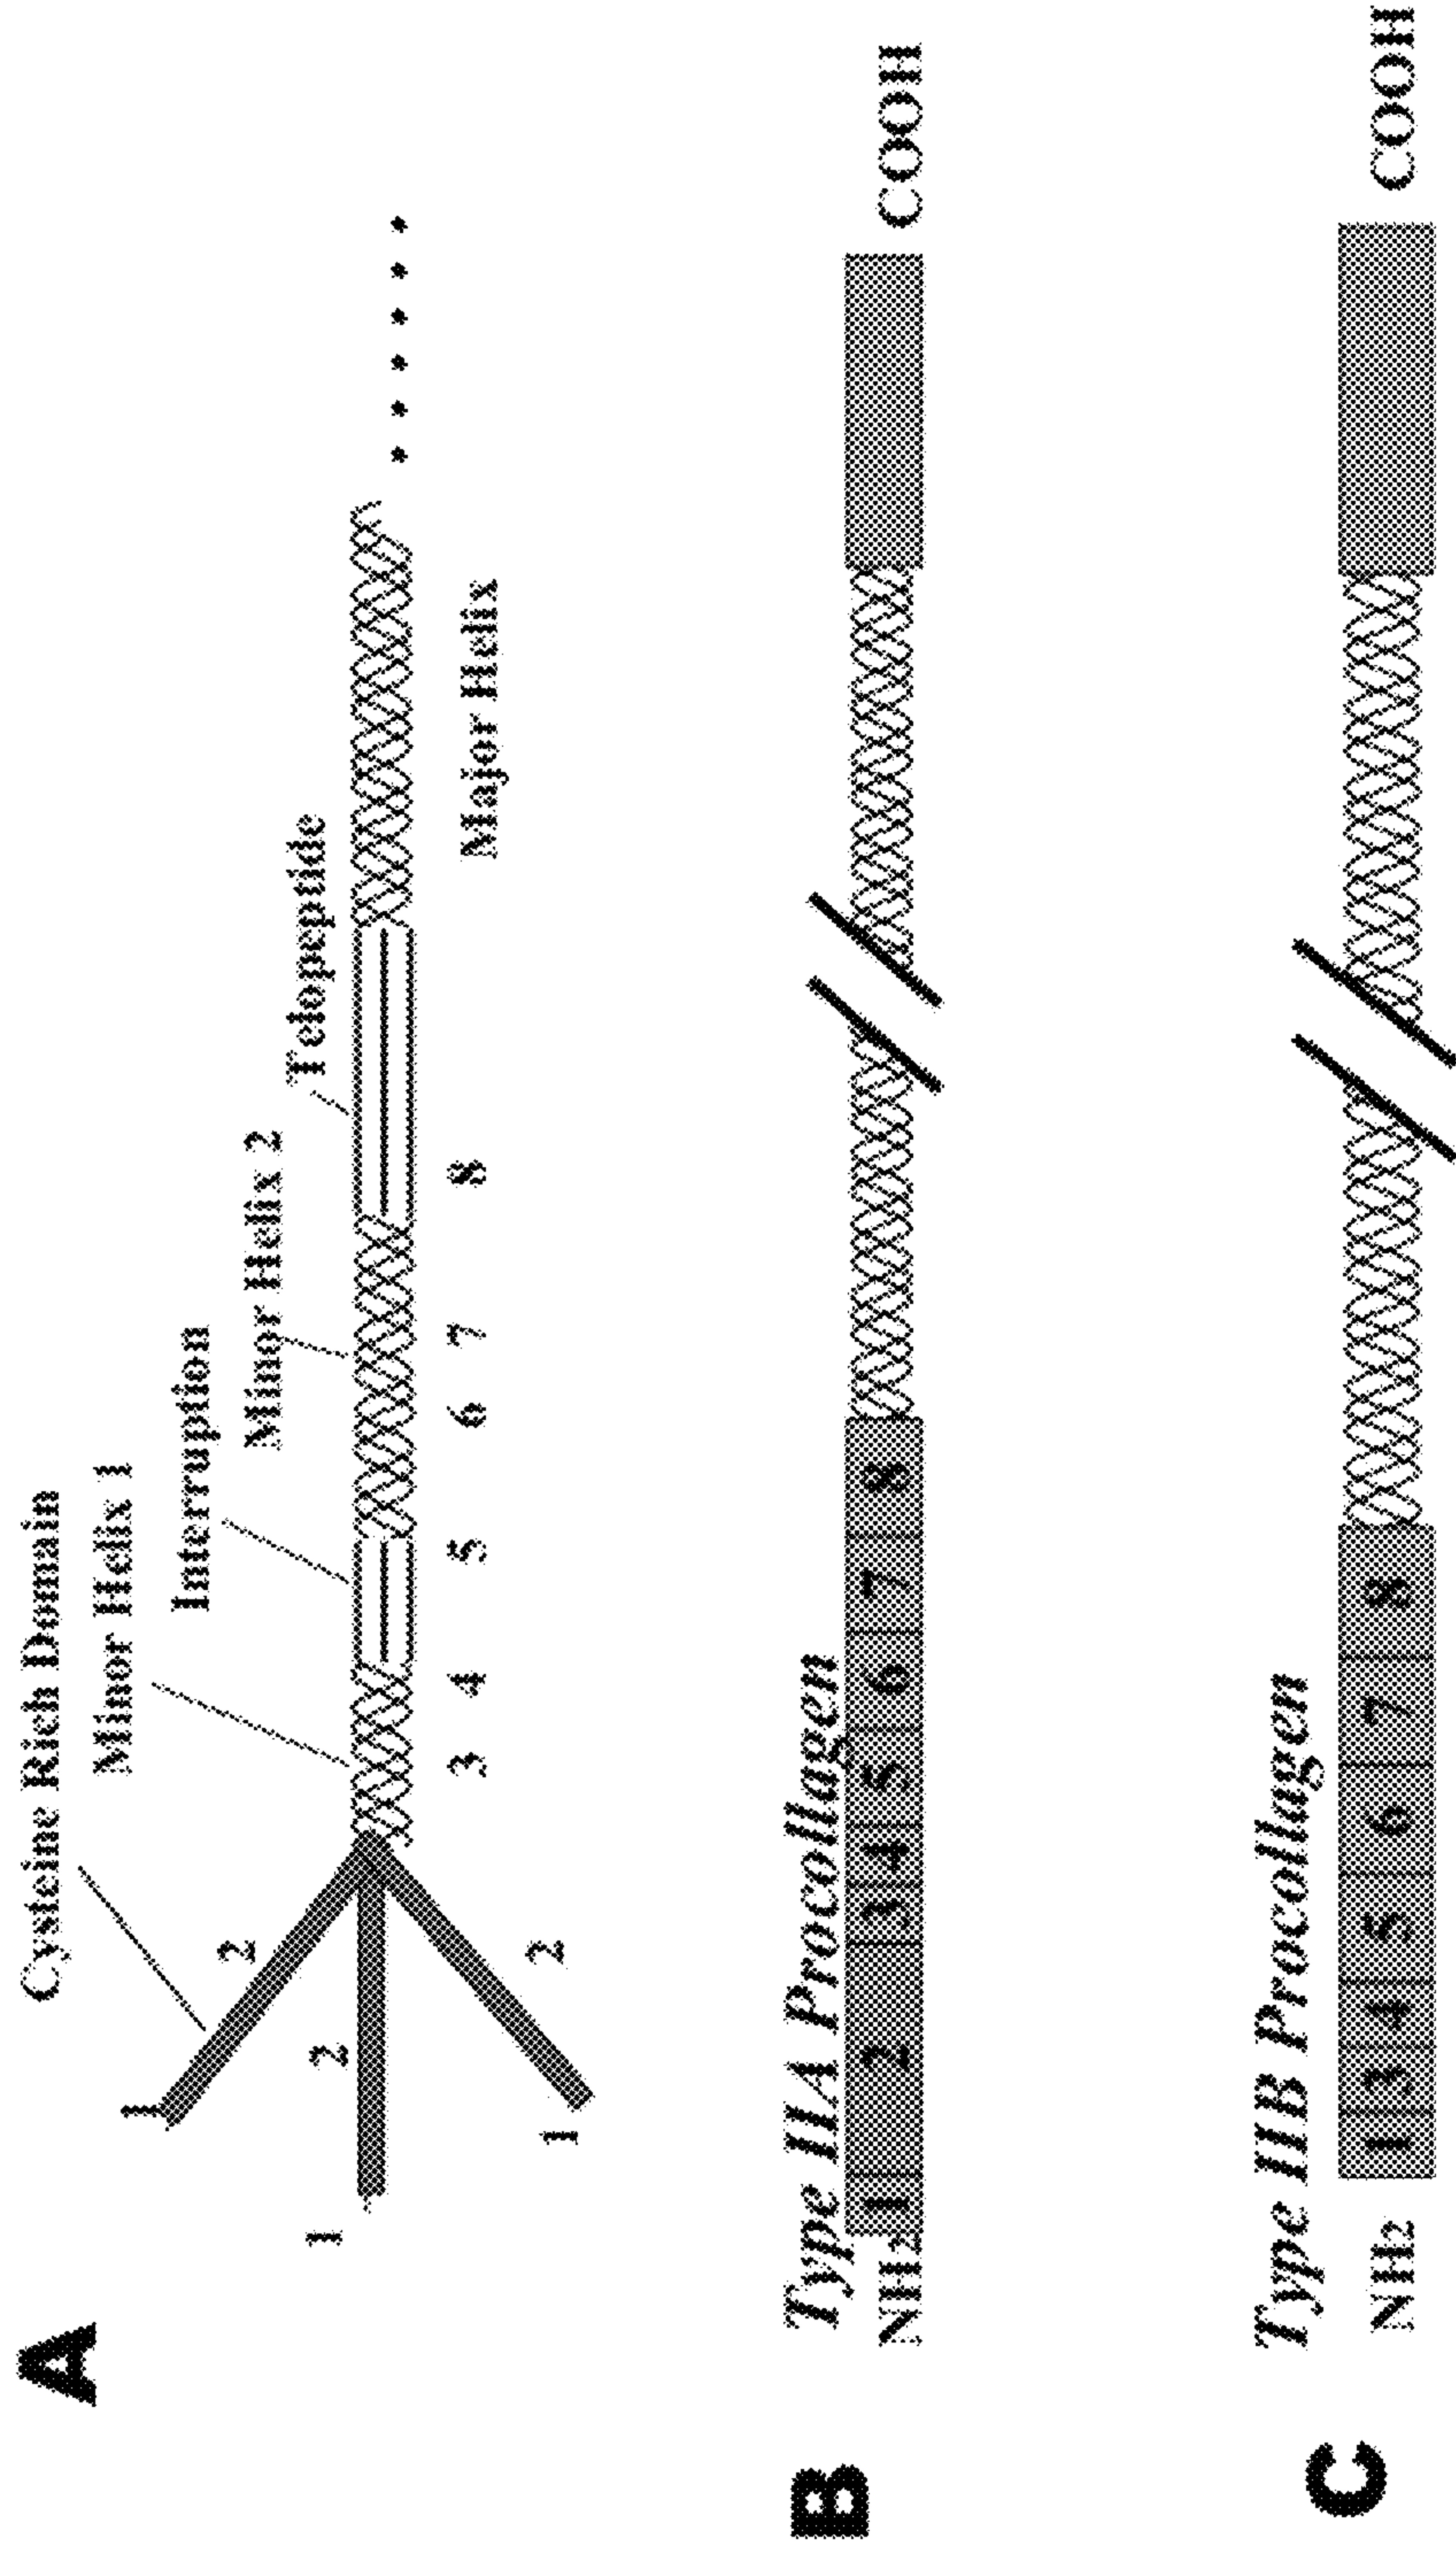 A
Cysteine Rich Domain
Minor Helix 1
Interruption
Minor Helix 2
Telopeptide
1 2
1 2
1 2
3 4 5 6 7 8
Major Helix
B
Type IIA Procollagen
NH2 1 2 3 4 5 6 7 8 COOH
C
Type IIB Procollagen
NH2 1 3 4 5 6 7 8 COOH